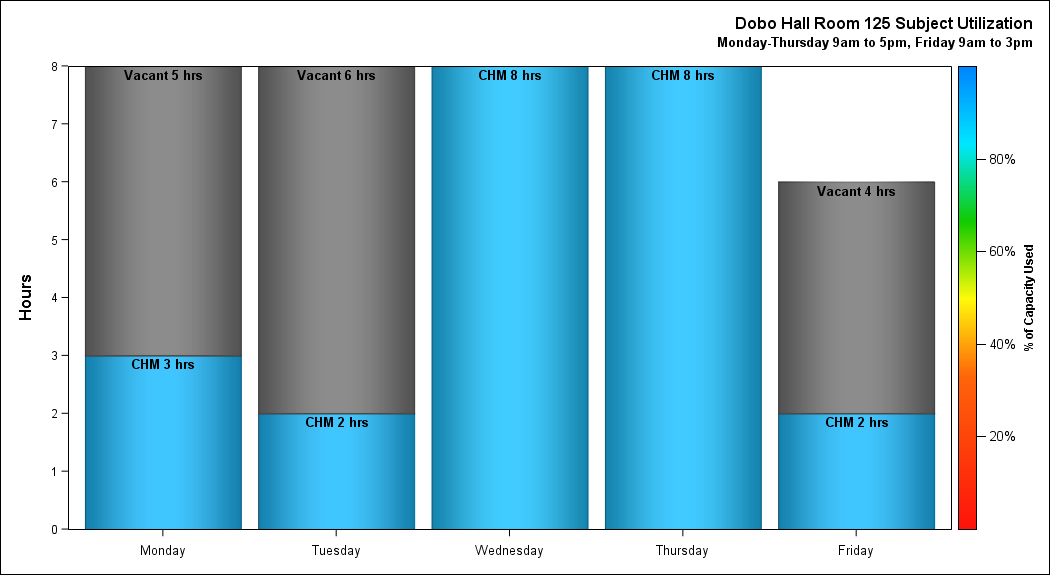 Dobo Hall Room 125 Subject Utilization
Monday-Thursday 9am to 5pm, Friday 9am to 3pm
Hours
8
7
6
5
4
3
2
1
0
Vacant 5 hrs
CHM 3 hrs
Vacant 6 hrs
CHM 2 hrs
CHM 8 hrs
CHM 8 hrs
Vacant 4 hrs
CHM 2 hrs
Monday
Tuesday
Wednesday
Thursday
Friday
80%
60%
40%
20%
% of Capacity Used